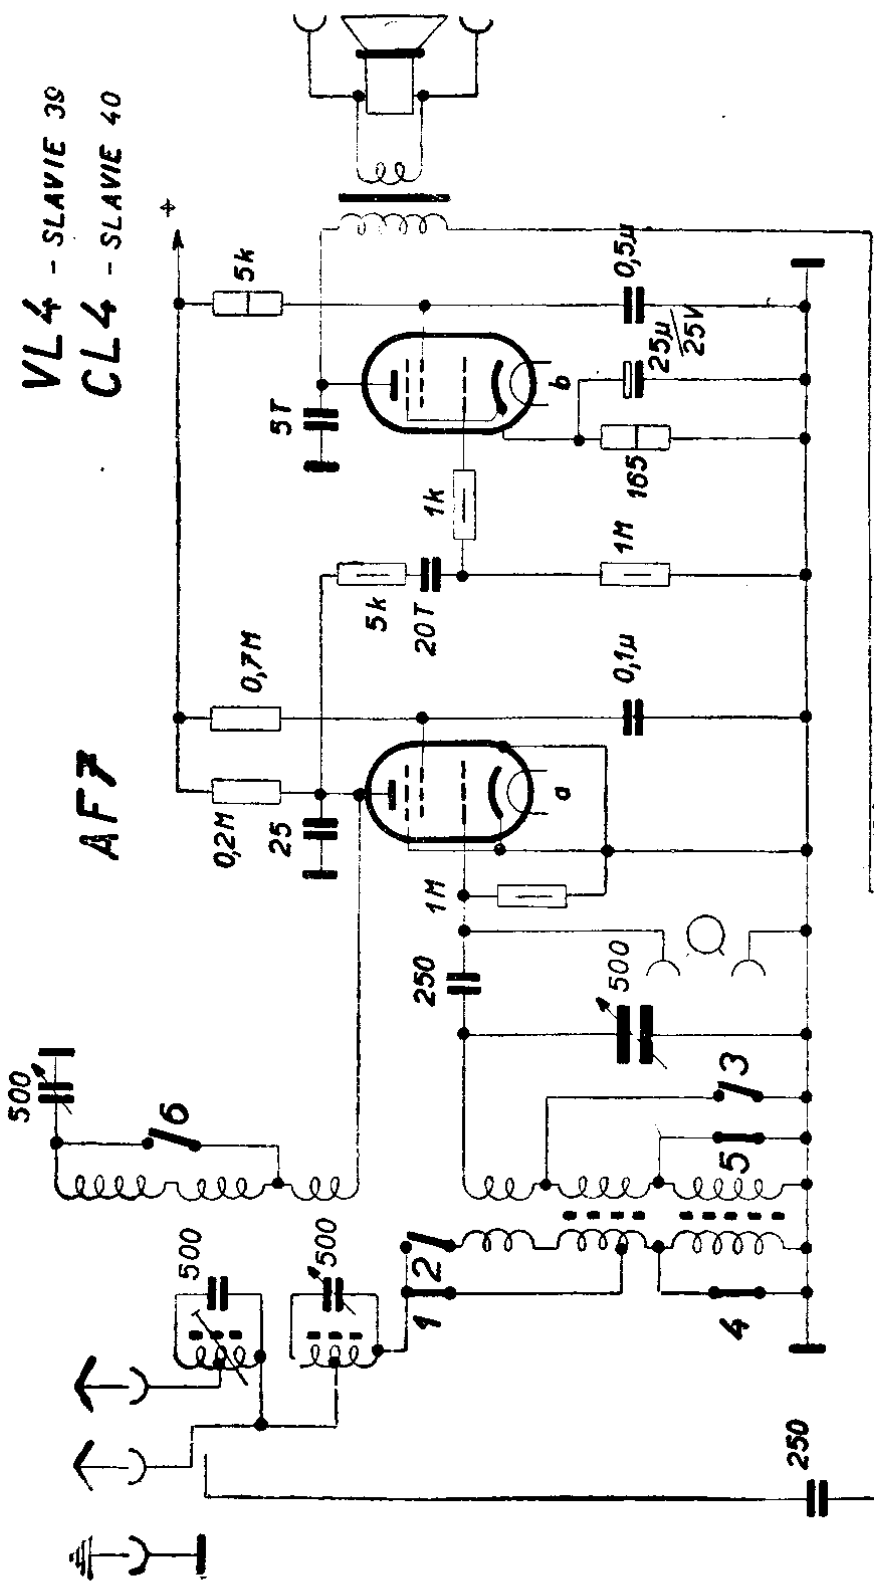 VL4 - SLAVIE 39
CL4 - SLAVIE 40
AF7
+
5k
0,5µ
25µ/25V
b
5T
165
1k
1M
5k
20T
0,7M
0,1µ
0,2M
25
a
1M
250
500
500
6
3
5
500
500
2
1
4
250